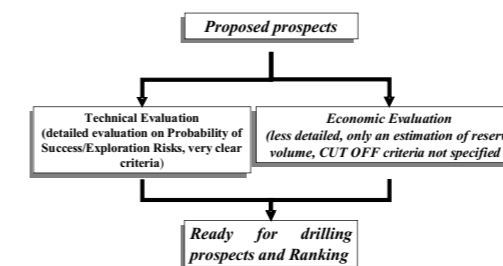 Proposed prospects
Technical Evaluation
(detailed evaluation on Probability of
Success/Exploration Risks, very clear
criteria)
Economic Evaluation
(less detailed, only an estimation of
volume, CUT OFF criteria not specified
Ready for drilling
prospects and Ranking